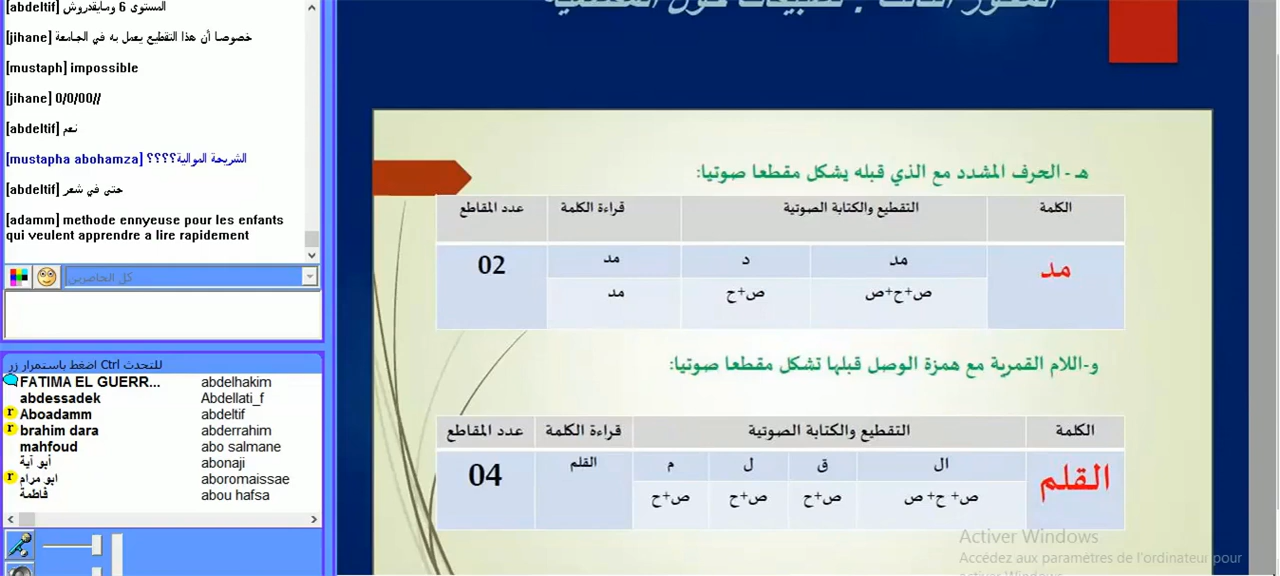 [abdeltif] المستوى 6 ومايقدروش
[jihane] خصوصا أن هذا التقطيع يعمل به في الجامعة
[mustaph] impossible
[jihane] 0/0/00//
[abdeltif] نعم
[mustapha abohamza] الشريحة الموالية؟؟؟؟
[abdeltif] حتى في شعر
[adamm] methode ennyeuse pour les enfants
qui veulent apprendre a lire rapidement
كل الحاضرين
للتحدث Ctrl اضغط باستمرار زر
FATIMA EL GUERR... abdelhakim
abdessadek Abdellati_f
Aboadamm abdeltif
brahim dara abderrahim
mahfoud abo salmane
أبو آية abonaji
ابو مرام aboromaissae
فاطمة abou hafsa
هـ - الحرف المشدد مع الذي قبله يشكل مقطعا صوتيا:
الكلمة التقطيع والكتابة الصوتية قراءة الكلمة عدد المقاطع
مد مد د مد 02
ص+ح+ص ص+ح مد
و-اللام القمرية مع همزة الوصل قبلها تشكل مقطعا صوتيا:
الكلمة التقطيع والكتابة الصوتية قراءة الكلمة عدد المقاطع
القلم ال ق ل م القلم 04
ص+ ح+ ص ص+ح ص+ح ص+ح
Activer Windows
Accédez aux paramètres de l'ordinateur pour